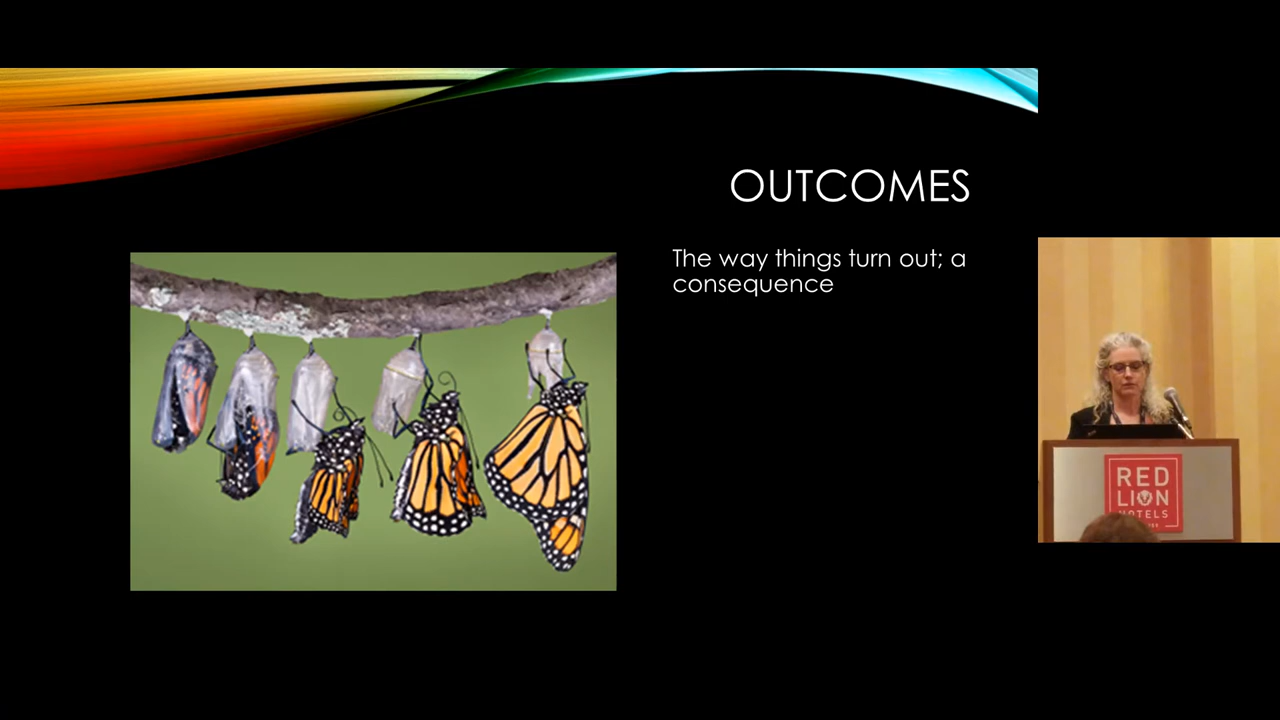 OUTCOMES
The way things turn out; a
consequence
RED
LION
HOTELS